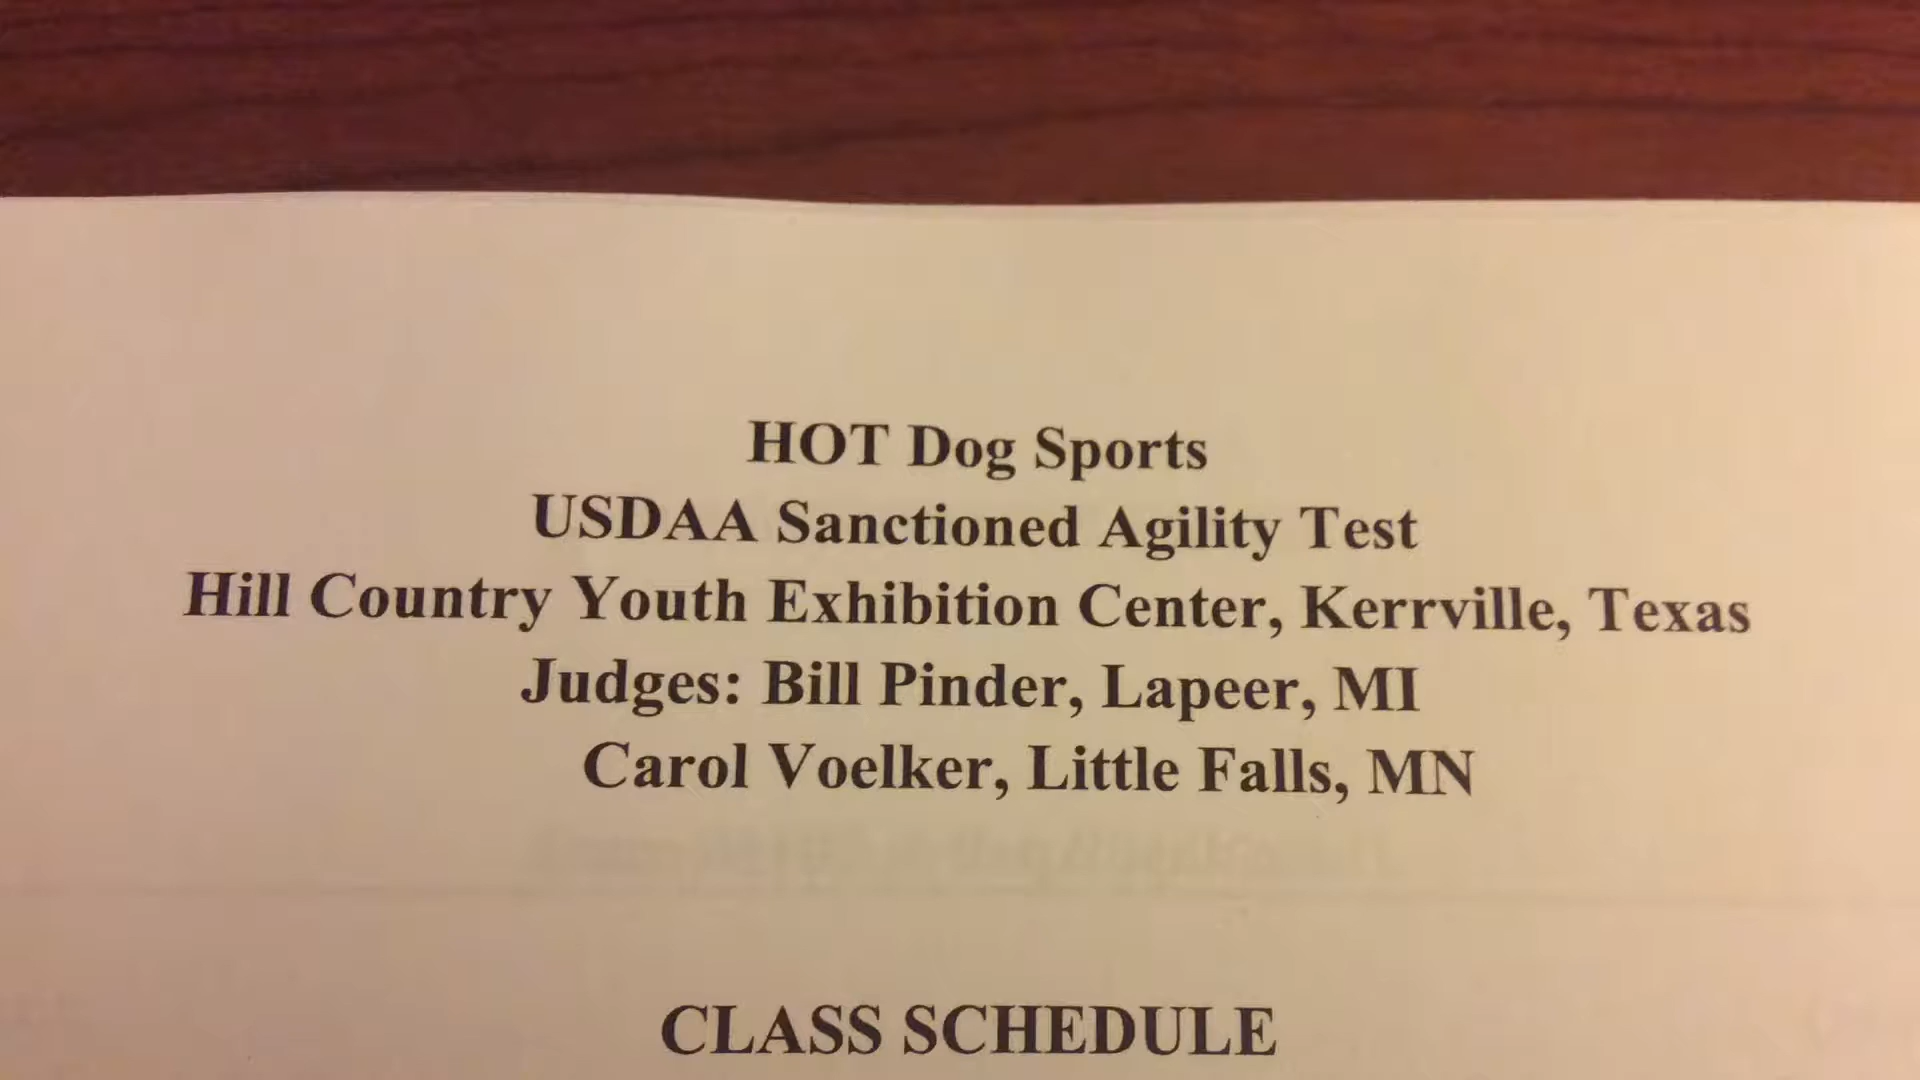 HOT Dog Sports
USDAA Sanctioned Agility Test
Hill Country Youth Exhibition Center, Kerrville, Texas
Judges: Bill Pinder, Lapeer, MI
Carol Voelker, Little Falls, MN
CLASS SCHEDULE